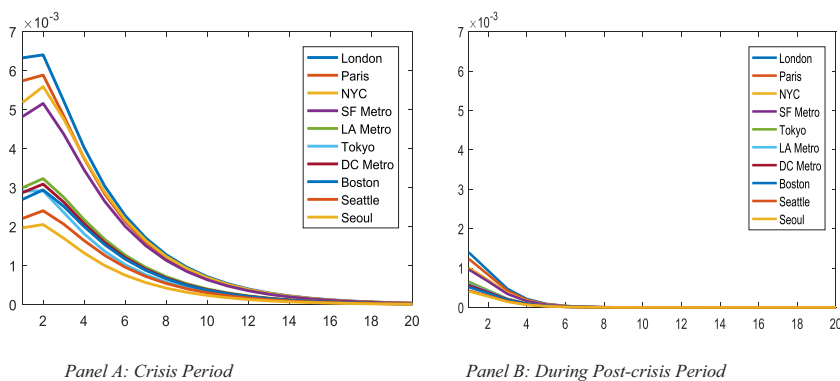 ×10⁻³
7
6
5
4
3
2
1
0
2 4 6 8 10 12 14 16 18 20
London
Paris
NYC
SF Metro
LA Metro
Tokyo
DC Metro
Boston
Seattle
Seoul
Panel A: Crisis Period
×10⁻³
7
6
5
4
3
2
1
0
2 4 6 8 10 12 14 16 18 20
London
Paris
NYC
SF Metro
Tokyo
LA Metro
DC Metro
Boston
Seattle
Seoul
Panel B: During Post-crisis Period